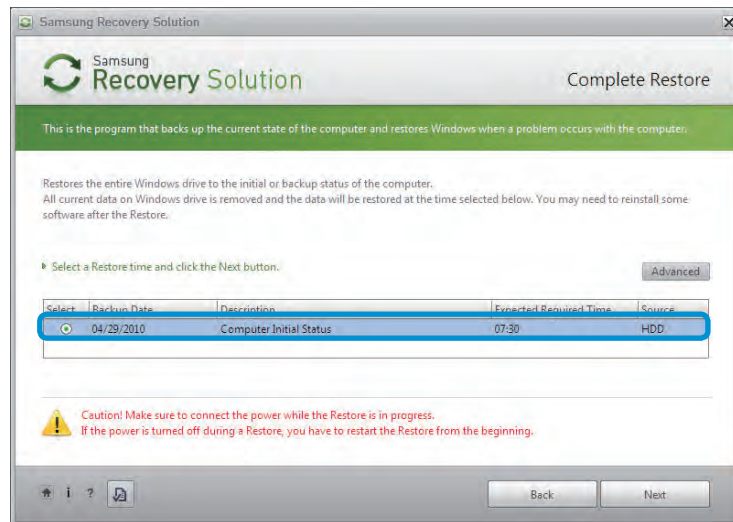 Samsung Recovery Solution
Samsung
Recovery Solution
Complete Restore
This is the program that backs up the current state of the computer and restores Windows when a problem occurs with the computer.
Restores the entire Windows drive to the initial or backup status of the computer.
All current data on Windows drive is removed and the data will be restored at the time selected below. You may need to reinstall some
software after the Restore.
Select a Restore time and click the Next button.
Advanced
Select Backup Date Description Expected Required Time Source
04/29/2010 Computer Initial Status 07:30 HDD
Caution! Make sure to connect the power while the Restore is in progress.
If the power is turned off during a Restore, you have to restart the Restore from the beginning.
Back Next